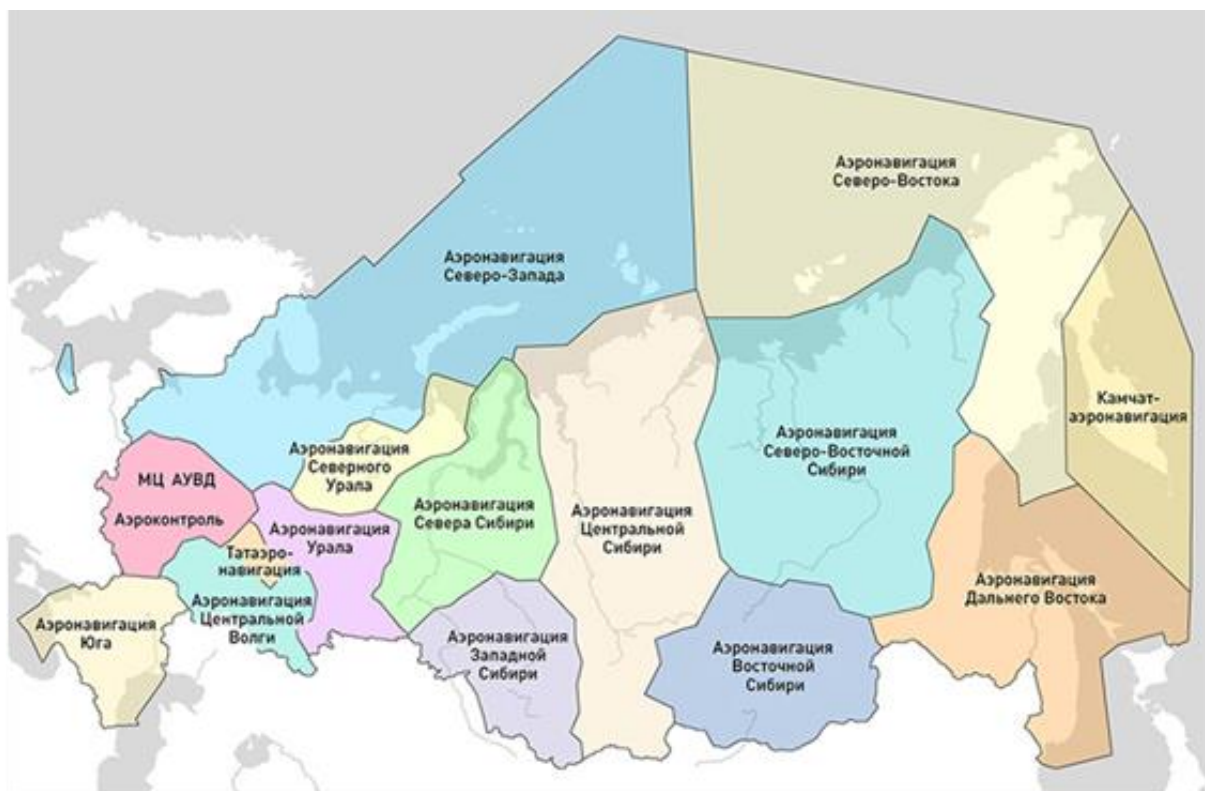 Аэронавигация
Северо-Востока
Аэронавигация
Северо-Запада
Камчат-
аэронавигация
Аэронавигация
Северо-Восточной
Сибири
Аэронавигация
Северного
Урала
МЦ АУВД
Аэроконтроль
Аэронавигация
Севера Сибири
Аэронавигация
Урала
Аэронавигация
Центральной
Сибири
Татаэро-
навигация
Аэронавигация
Дальнего Востока
Аэронавигация
Центральной
Волги
Аэронавигация
Юга
Аэронавигация
Западной
Сибири
Аэронавигация
Восточной
Сибири